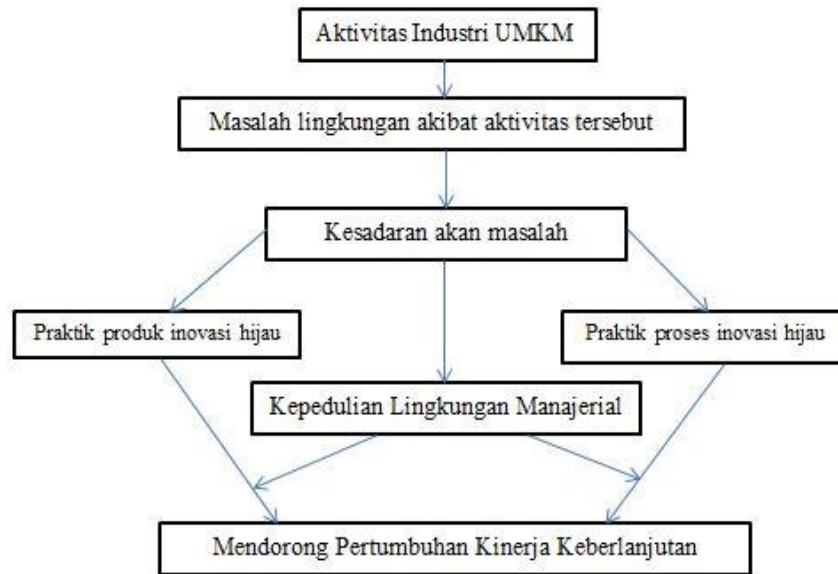 Aktivitas Industri UMKM
Masalah lingkungan akibat aktivitas tersebut
Kesadaran akan masalah
Praktik produk inovasi hijau
Praktik proses inovasi hijau
Kepedulian Lingkungan Manajerial
Mendorong Pertumbuhan Kinerja Keberlanjutan